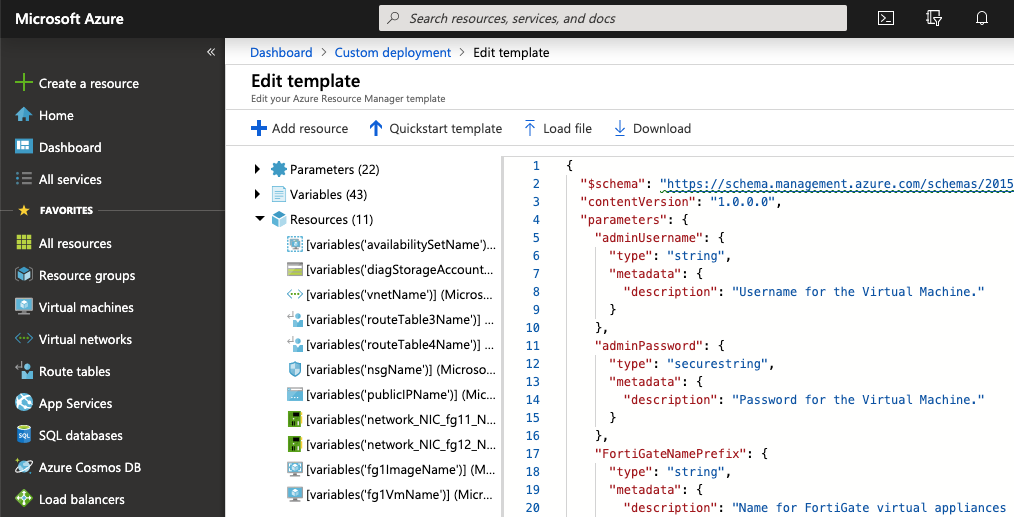 Microsoft Azure
Search resources, services, and docs
«
Create a resource
Home
Dashboard
All services
FAVORITES
All resources
Resource groups
Virtual machines
Virtual networks
Route tables
App Services
SQL databases
Azure Cosmos DB
Load balancers
Dashboard > Custom deployment > Edit template
Edit template
Edit your Azure Resource Manager template
Add resource Quickstart template Load file Download
Parameters (22)
Variables (43)
Resources (11)
[variables('availabilitySetName')...
[variables('diagStorageAccount...
[variables('vnetName')] (Micros...
[variables('routeTable3Name')] ...
[variables('routeTable4Name')] ...
[variables('nsgName')] (Microso...
[variables('publicIPName')] (Mic...
[variables('network_NIC_fg11_N...
[variables('network_NIC_fg12_N...
[variables('fg1ImageName')] (M...
[variables('fg1VmName')] (Micr...
1 {
2 "$schema": "https://schema.management.azure.com/schemas/2015
3 "contentVersion": "1.0.0.0",
4 "parameters": {
5 "adminUsername": {
6 "type": "string",
7 "metadata": {
8 "description": "Username for the Virtual Machine."
9 }
10 },
11 "adminPassword": {
12 "type": "securestring",
13 "metadata": {
14 "description": "Password for the Virtual Machine."
15 }
16 },
17 "FortiGateNamePrefix": {
18 "type": "string",
19 "metadata": {
20 "description": "Name for FortiGate virtual appliances